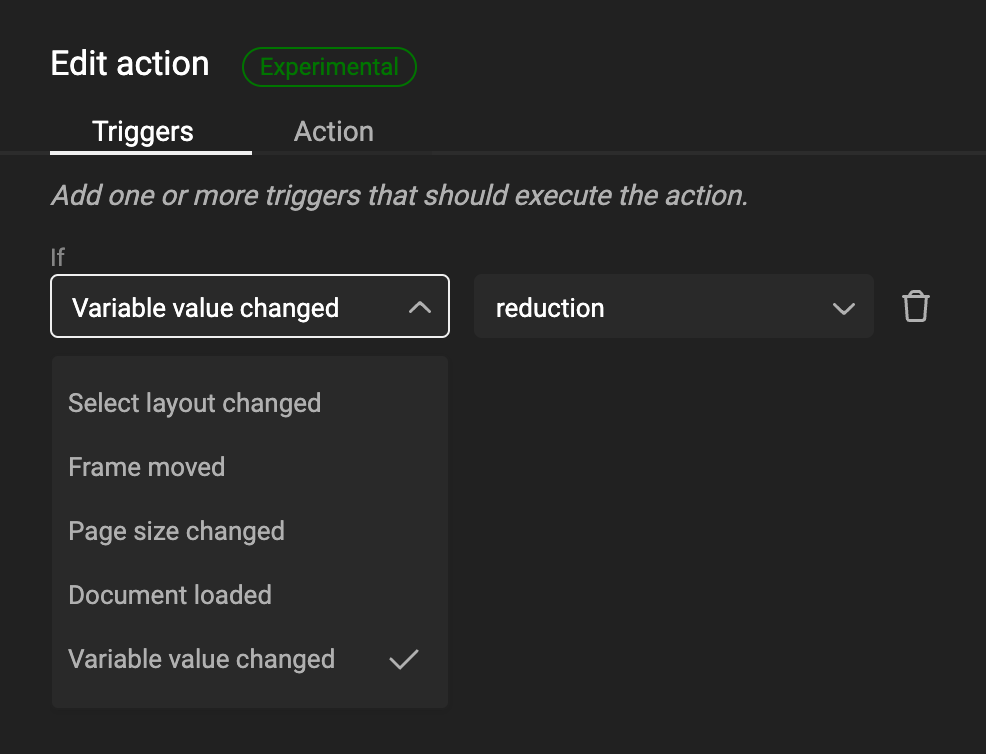 Edit action Experimental
Triggers Action
Add one or more triggers that should execute the action.
If
Variable value changed reduction
Select layout changed
Frame moved
Page size changed
Document loaded
Variable value changed